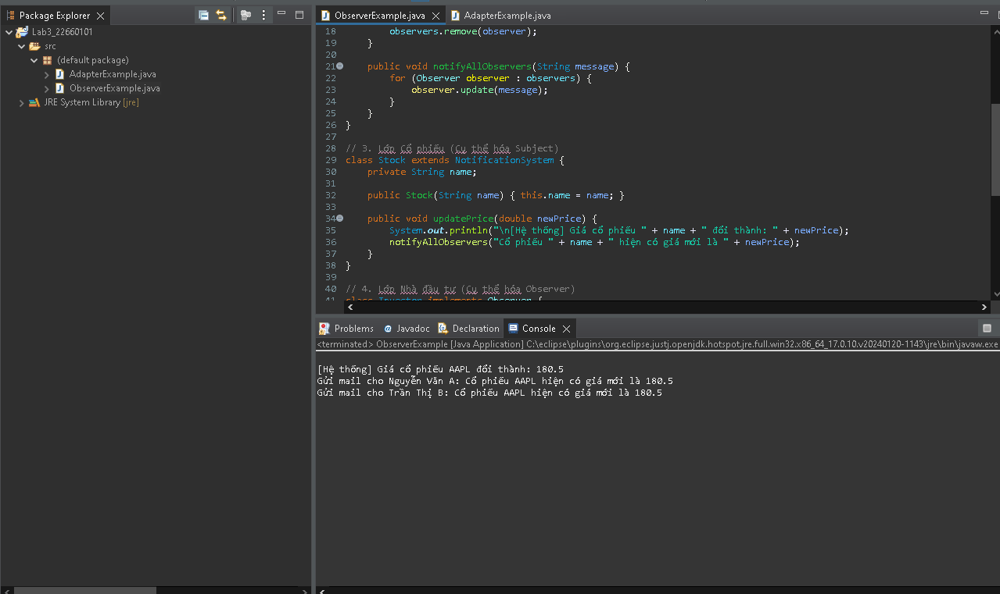 Package Explorer
Lab3_22660101
src
(default package)
AdapterExample.java
ObserverExample.java
JRE System Library [jre]
ObserverExample.java
AdapterExample.java
18 observers.remove(observer);
19 }
20
21 public void notifyAllObservers(String message) {
22 for (Observer observer : observers) {
23 observer.update(message);
24 }
25 }
26 }
27
28 // 3. Lớp Cổ phiếu (Cụ thể hóa Subject)
29 class Stock extends NotificationSystem {
30 private String name;
31
32 public Stock(String name) { this.name = name; }
33
34 public void updatePrice(double newPrice) {
35 System.out.println("\n[Hệ thống] Giá cổ phiếu " + name + " đổi thành: " + newPrice);
36 notifyAllObservers("Cổ phiếu " + name + " hiện có giá mới là " + newPrice);
37 }
38 }
39
40 // 4. Lớp Nhà đầu tư (Cụ thể hóa Observer)
41 class Investor implements Observer {
Problems
Javadoc
Declaration
Console
<terminated> ObserverExample [Java Application] C:\eclipse\plugins\org.eclipse.justj.openjdk.hotspot.jre.full.win32.x86_64_17.0.10.v20240120-1143\jre\bin\javaw.exe
[Hệ thống] Giá cổ phiếu AAPL đổi thành: 180.5
Gửi mail cho Nguyễn Văn A: Cổ phiếu AAPL hiện có giá mới là 180.5
Gửi mail cho Trần Thị B: Cổ phiếu AAPL hiện có giá mới là 180.5